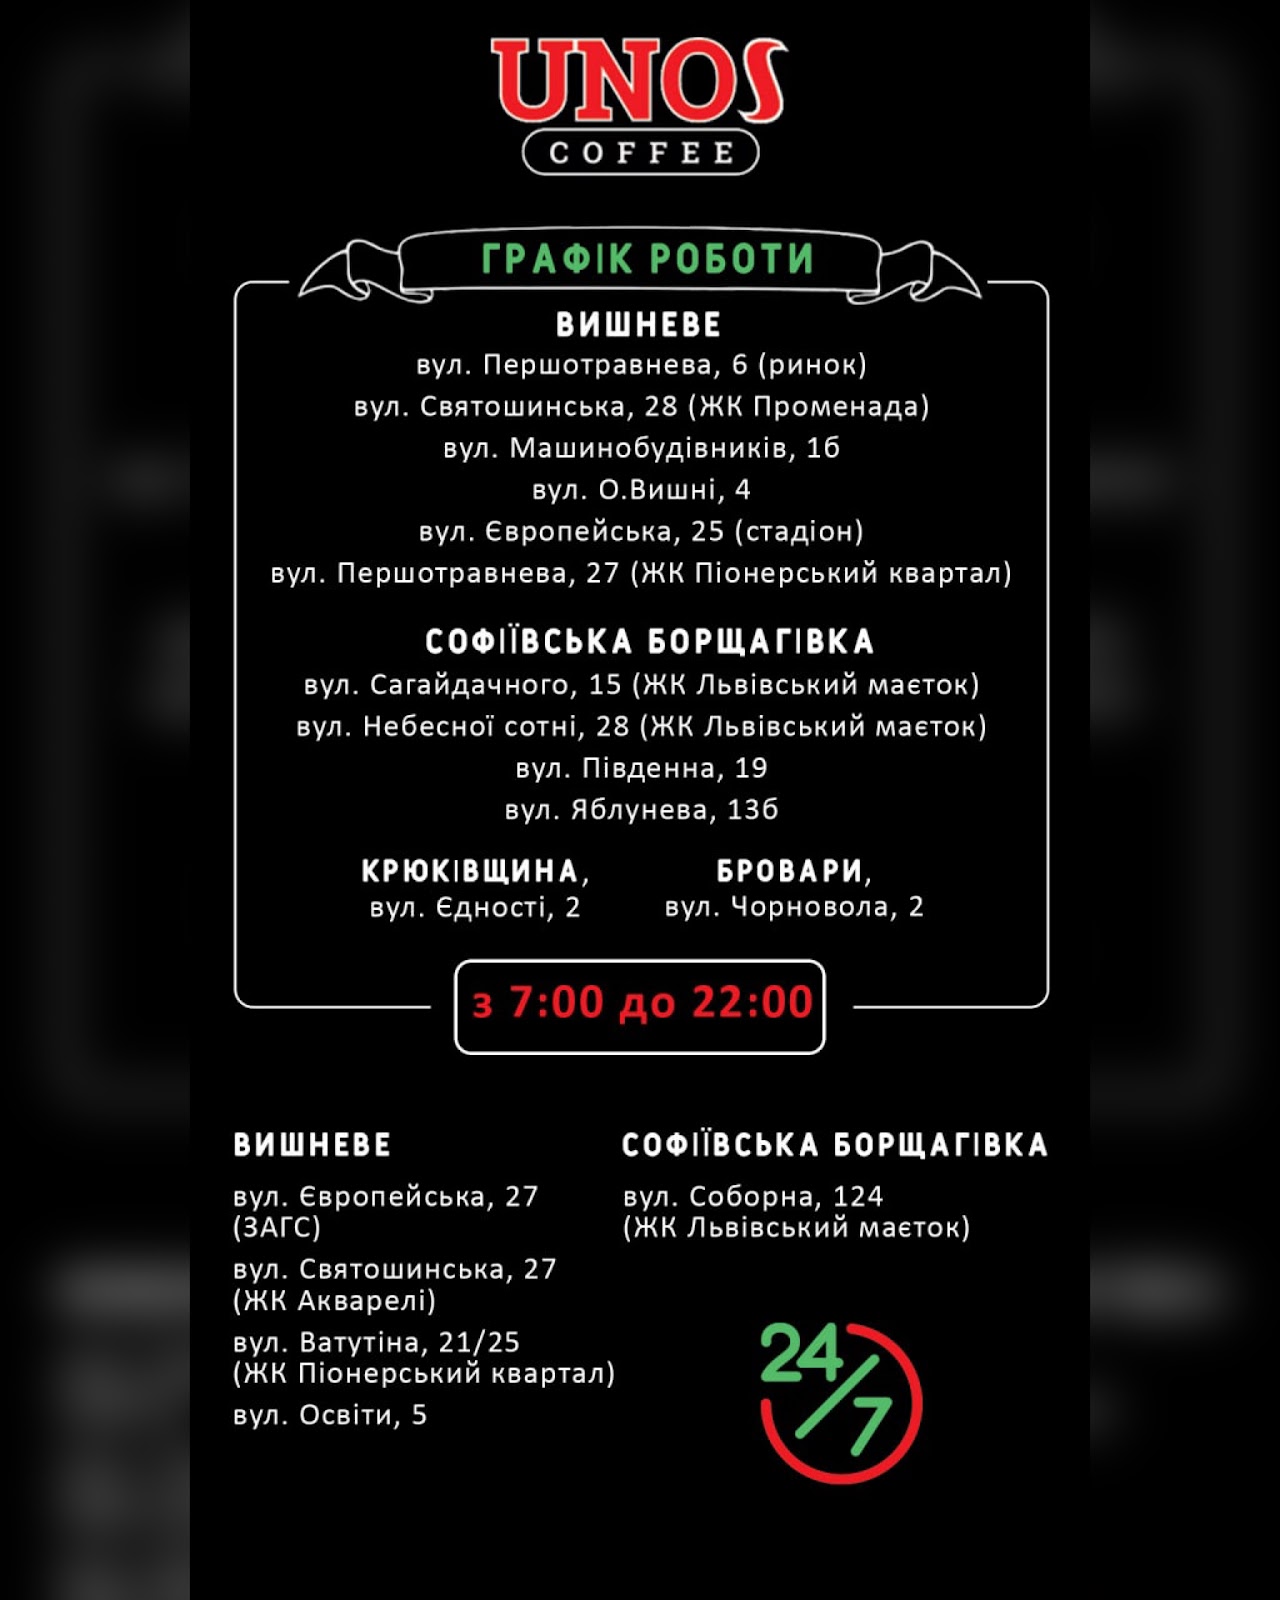 UNOS
COFFEE
ГРАФІК РОБОТИ
ВИШНЕВЕ
вул. Першотравнева, 6 (ринок)
вул. Святошинська, 28 (ЖК Променада)
вул. Машинобудівників, 1б
вул. О.Вишні, 4
вул. Європейська, 25 (стадіон)
вул. Першотравнева, 27 (ЖК Піонерський квартал)
СОФІЇВСЬКА БОРЩАГІВКА
вул. Сагайдачного, 15 (ЖК Львівський маєток)
вул. Небесної сотні, 28 (ЖК Львівський маєток)
вул. Південна, 19
вул. Яблунева, 13б
КРЮКІВЩИНА,
вул. Єдності, 2
БРОВАРИ,
вул. Чорновола, 2
з 7:00 до 22:00
ВИШНЕВЕ
вул. Європейська, 27
(ЗАГС)
вул. Святошинська, 27
(ЖК Акварелі)
вул. Ватутіна, 21/25
(ЖК Піонерський квартал)
вул. Освіти, 5
СОФІЇВСЬКА БОРЩАГІВКА
вул. Соборна, 124
(ЖК Львівський маєток)
24/7